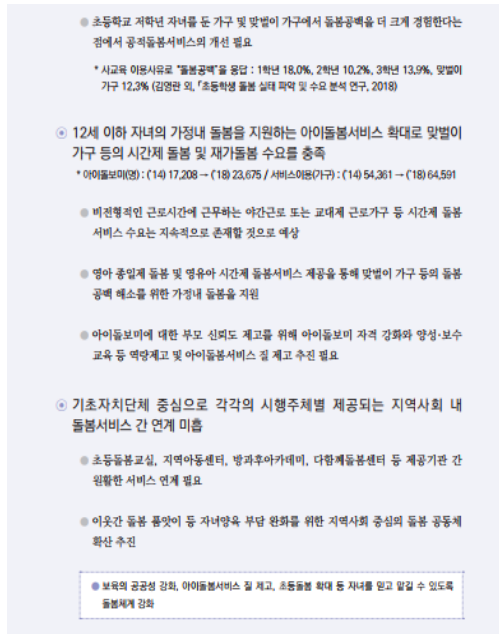 ● 초등학교 저학년 자녀를 둔 가구 및 맞벌이 가구에서 돌봄공백을 더 크게 경험한다는
점에서 공적돌봄서비스의 개선 필요
* 사교육 이용사유로 "돌봄공백"을 응답 : 1학년 18.0%, 2학년 10.2%, 3학년 13.9%, 맞벌이
가구 12.3% (김영란 외, 「초등학생 돌봄 실태 파악 및 수요 분석 연구, 2018)
◉ 12세 이하 자녀의 가정내 돌봄을 지원하는 아이돌봄서비스 확대로 맞벌이
가구 등의 시간제 돌봄 및 재가돌봄 수요를 충족
* 아이돌보미(명) : ('14) 17,208 → ('18) 23,675 / 서비스이용(가구) : ('14) 54,361 → ('18) 64,591
● 비전형적인 근로시간에 근무하는 야간근로 또는 교대제 근로가구 등 시간제 돌봄
서비스 수요는 지속적으로 존재할 것으로 예상
● 영아 종일제 돌봄 및 영유아 시간제 돌봄서비스 제공을 통해 맞벌이 가구 등의 돌봄
공백 해소를 위한 가정내 돌봄을 지원
● 아이돌보미에 대한 부모 신뢰도 제고를 위해 아이돌보미 자격 강화와 양성·보수
교육 등 역량제고 및 아이돌봄서비스 질 제고 추진 필요
◉ 기초자치단체 중심으로 각각의 시행주체별 제공되는 지역사회 내
돌봄서비스 간 연계 미흡
● 초등돌봄교실, 지역아동센터, 방과후아카데미, 다함께돌봄센터 등 제공기관 간
원활한 서비스 연계 필요
● 이웃간 돌봄 품앗이 등 자녀양육 부담 완화를 위한 지역사회 중심의 돌봄 공동체
확산 추진
● 보육의 공공성 강화, 아이돌봄서비스 질 제고, 초등돌봄 확대 등 자녀를 믿고 맡길 수 있도록
돌봄체계 강화